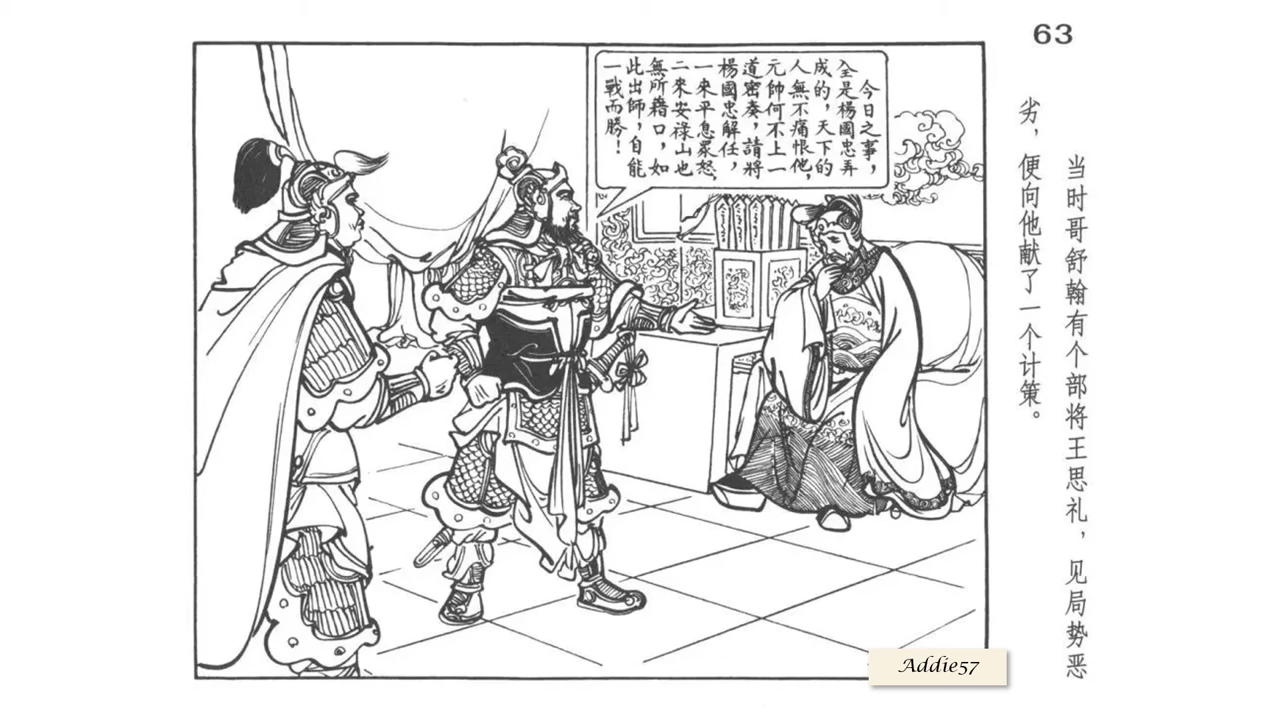 63
当时哥舒翰有个部将王思礼，见局势恶
劣，便向他献了一个计策。
今日之事，
全是楊國忠弄
成的，天下的
人無不痛恨他，
元帥何不上一
道密奏，請將
楊國忠解任，
一來平息眾怒，
二來安祿山也
無所藉口，如
此出師，自能
一戰而勝！
Addie57